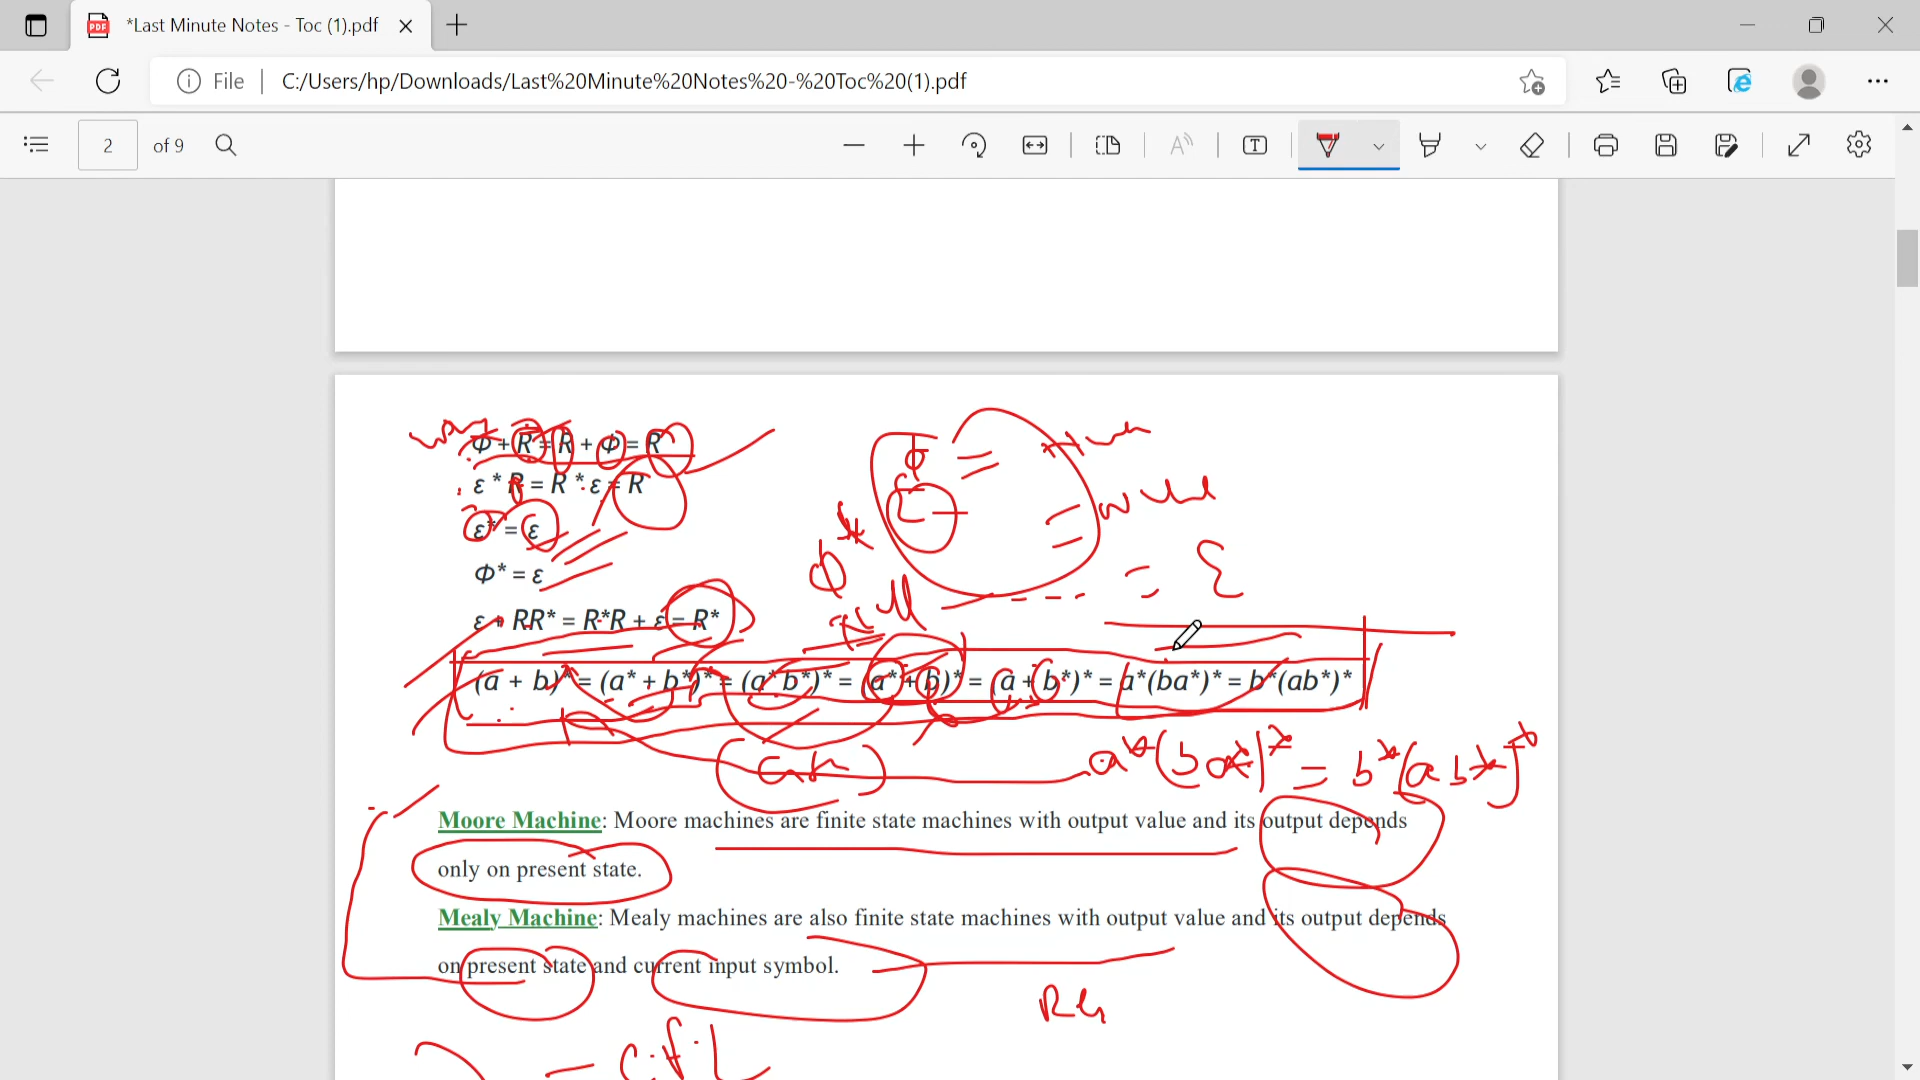 *Last Minute Notes - Toc (1).pdf
File C:/Users/hp/Downloads/Last%20Minute%20Notes%20-%20Toc%20(1).pdf
2 of 9
Φ + R = R + Φ = R
ε * R = R * ε = R
ε* = ε
Φ* = ε
ε + RR* = R*R + ε = R*
(a + b)* = (a* + b*)* = (a* b*)* = (a* + b)* = (a + b*)* = a*(ba*)* = b*(ab*)*
Φ =
ε =
Φ* = ε
null
a*(ba*)* = b*(ab*)*
Moore Machine: Moore machines are finite state machines with output value and its output depends
only on present state.
Mealy Machine: Mealy machines are also finite state machines with output value and its output depends
on present state and current input symbol.